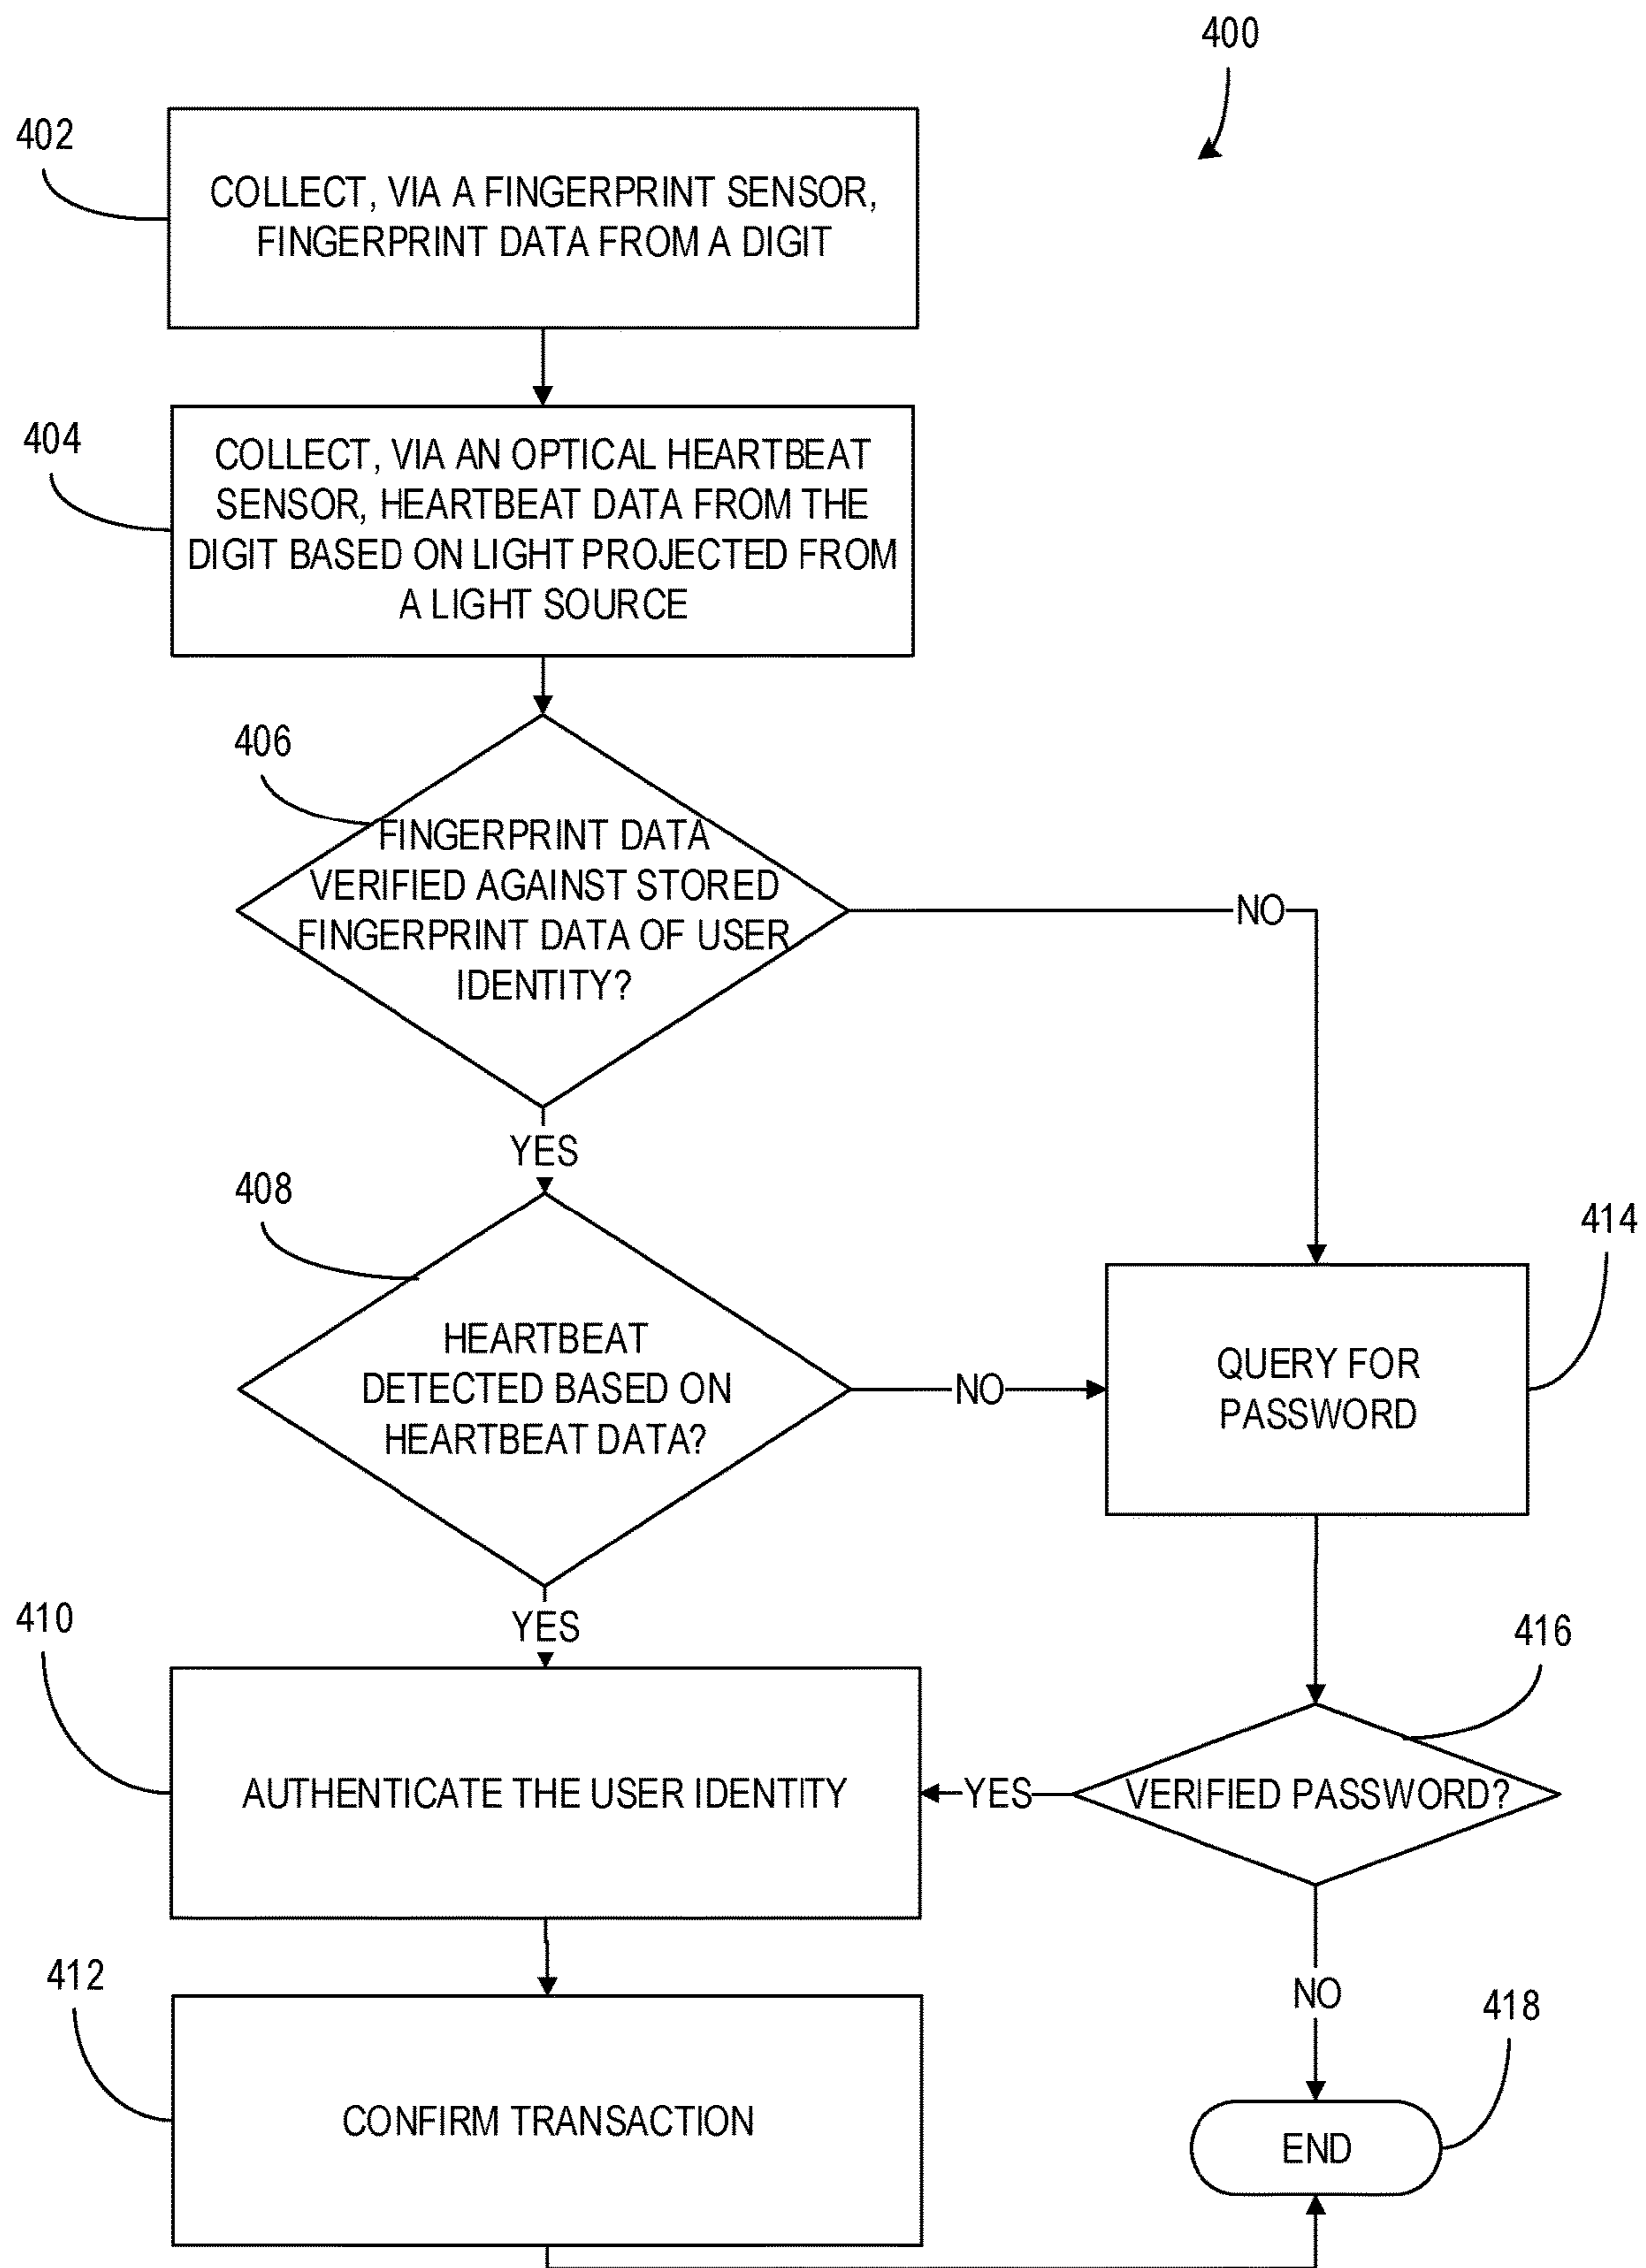 400
402
COLLECT, VIA A FINGERPRINT SENSOR,
FINGERPRINT DATA FROM A DIGIT
404
COLLECT, VIA AN OPTICAL HEARTBEAT
SENSOR, HEARTBEAT DATA FROM THE
DIGIT BASED ON LIGHT PROJECTED FROM
A LIGHT SOURCE
406
FINGERPRINT DATA
VERIFIED AGAINST STORED
FINGERPRINT DATA OF USER
IDENTITY?
NO
YES
408
HEARTBEAT
DETECTED BASED ON
HEARTBEAT DATA?
NO
414
QUERY FOR
PASSWORD
YES
410
AUTHENTICATE THE USER IDENTITY
416
YES
VERIFIED PASSWORD?
412
CONFIRM TRANSACTION
NO
418
END